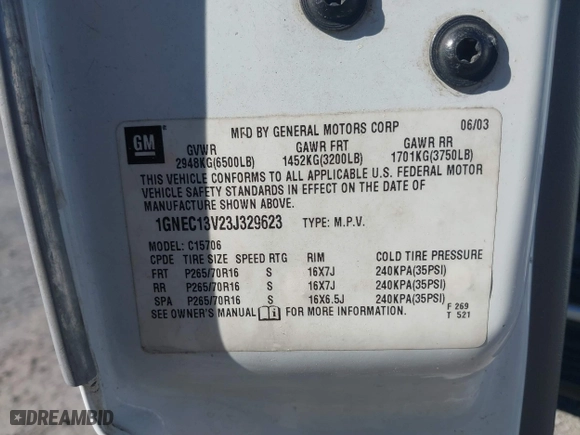 GM
MFD BY GENERAL MOTORS CORP 06/03
GVWR GAWR FRT GAWR RR
2948KG(6500LB) 1452KG(3200LB) 1701KG(3750LB)
THIS VEHICLE CONFORMS TO ALL APPLICABLE U.S. FEDERAL MOTOR
VEHICLE SAFETY STANDARDS IN EFFECT ON THE DATE OF
MANUFACTURE SHOWN ABOVE.
1GNEC13V23J329623 TYPE: M.P.V.
MODEL: C15706
CPDE TIRE SIZE SPEED RTG RIM COLD TIRE PRESSURE
FRT P265/70R16 S 16X7J 240KPA(35PSI)
RR P265/70R16 S 16X7J 240KPA(35PSI)
SPA P265/70R16 S 16X6.5J 240KPA(35PSI)
SEE OWNER'S MANUAL FOR MORE INFORMATION.
F 269
T 521
DREAMBID